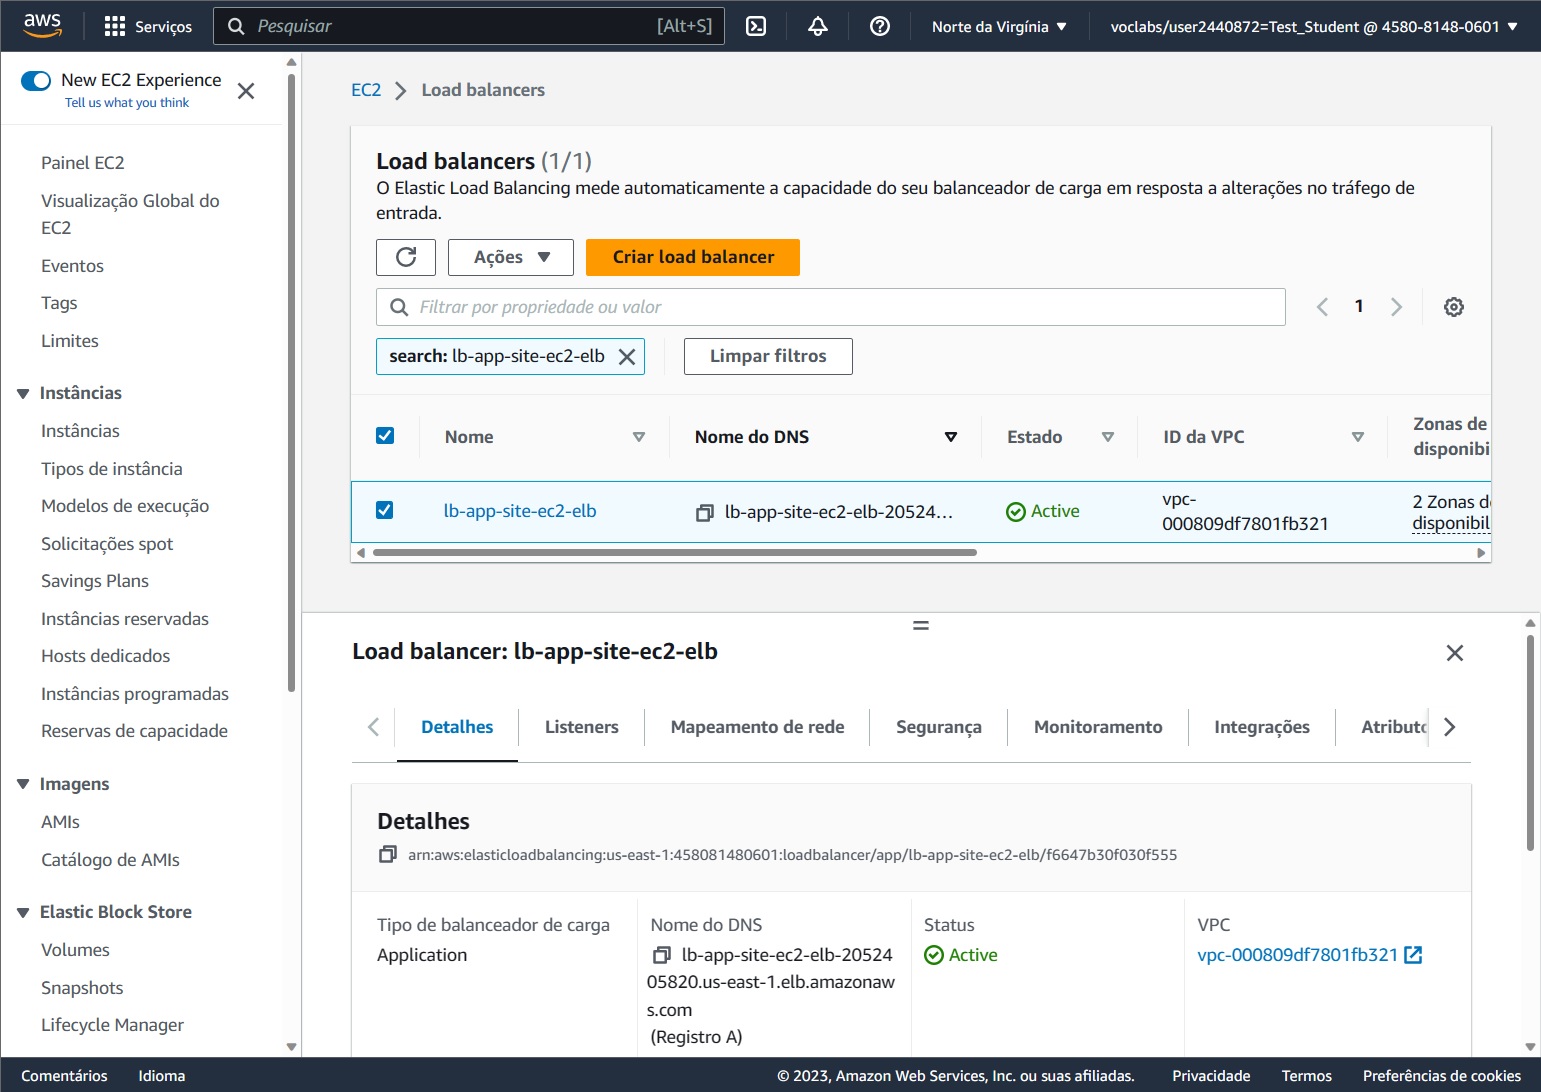 aws
Serviços
Pesquisar
[Alt+S]
Norte da Virgínia
voclabs/user2440872=Test_Student @ 4580-8148-0601
New EC2 Experience
Tell us what you think
Painel EC2
Visualização Global do
EC2
Eventos
Tags
Limites
Instâncias
Instâncias
Tipos de instância
Modelos de execução
Solicitações spot
Savings Plans
Instâncias reservadas
Hosts dedicados
Instâncias programadas
Reservas de capacidade
Imagens
AMIs
Catálogo de AMIs
Elastic Block Store
Volumes
Snapshots
Lifecycle Manager
EC2
Load balancers
Load balancers (1/1)
O Elastic Load Balancing mede automaticamente a capacidade do seu balanceador de carga em resposta a alterações no tráfego de
entrada.
Ações
Criar load balancer
Filtrar por propriedade ou valor
1
search: lb-app-site-ec2-elb
Limpar filtros
Nome
Nome do DNS
Estado
ID da VPC
Zonas de
disponibi
lb-app-site-ec2-elb
lb-app-site-ec2-elb-20524...
Active
vpc-
000809df7801fb321
2 Zonas d
disponibil
Load balancer: lb-app-site-ec2-elb
Detalhes
Listeners
Mapeamento de rede
Segurança
Monitoramento
Integrações
Atributo
Detalhes
arn:aws:elasticloadbalancing:us-east-1:458081480601:loadbalancer/app/lb-app-site-ec2-elb/f6647b30f030f555
Tipo de balanceador de carga
Application
Nome do DNS
lb-app-site-ec2-elb-20524
05820.us-east-1.elb.amazonaw
s.com
(Registro A)
Status
Active
VPC
vpc-000809df7801fb321
Comentários
Idioma
© 2023, Amazon Web Services, Inc. ou suas afiliadas.
Privacidade
Termos
Preferências de cookies